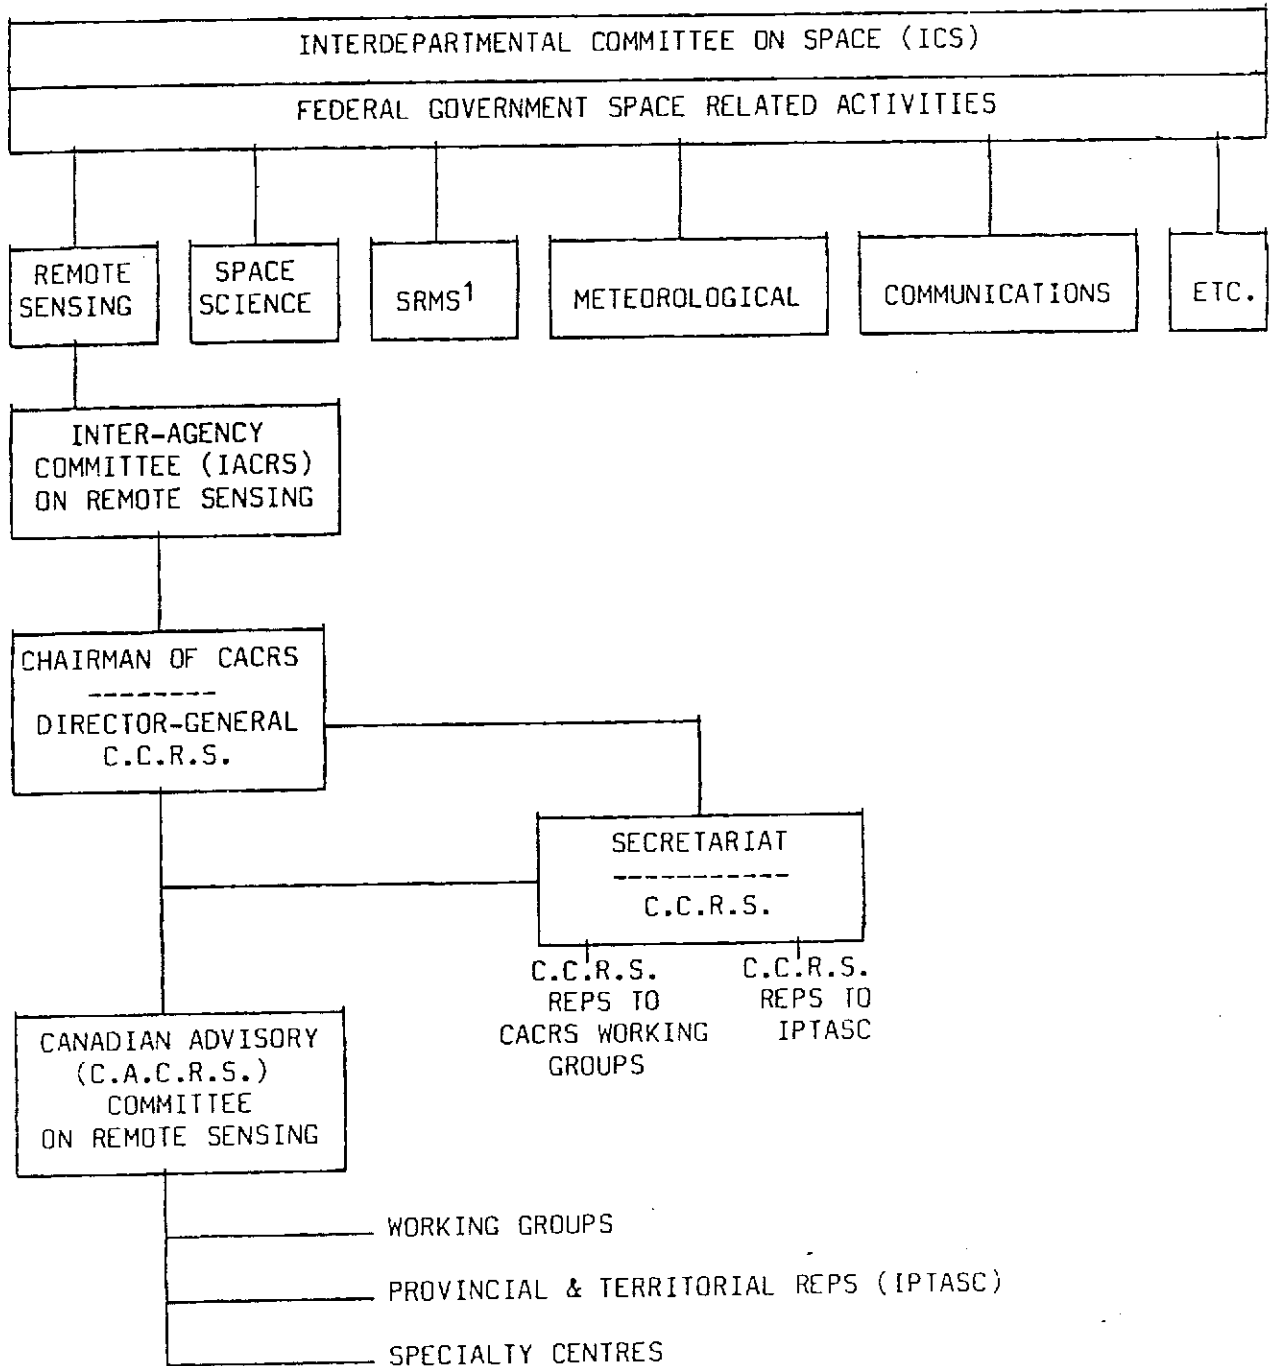 INTERDEPARTMENTAL COMMITTEE ON SPACE (ICS)
FEDERAL GOVERNMENT SPACE RELATED ACTIVITIES
REMOTE
SENSING
SPACE
SCIENCE
SRMS¹
METEOROLOGICAL
COMMUNICATIONS
ETC.
INTER-AGENCY
COMMITTEE (IACRS)
ON REMOTE SENSING
CHAIRMAN OF CACRS
--------
DIRECTOR-GENERAL
C.C.R.S.
SECRETARIAT
-----------
C.C.R.S.
C.C.R.S.
REPS TO
CACRS WORKING
GROUPS
C.C.R.S.
REPS TO
IPTASC
CANADIAN ADVISORY
(C.A.C.R.S.)
COMMITTEE
ON REMOTE SENSING
WORKING GROUPS
PROVINCIAL & TERRITORIAL REPS (IPTASC)
SPECIALTY CENTRES